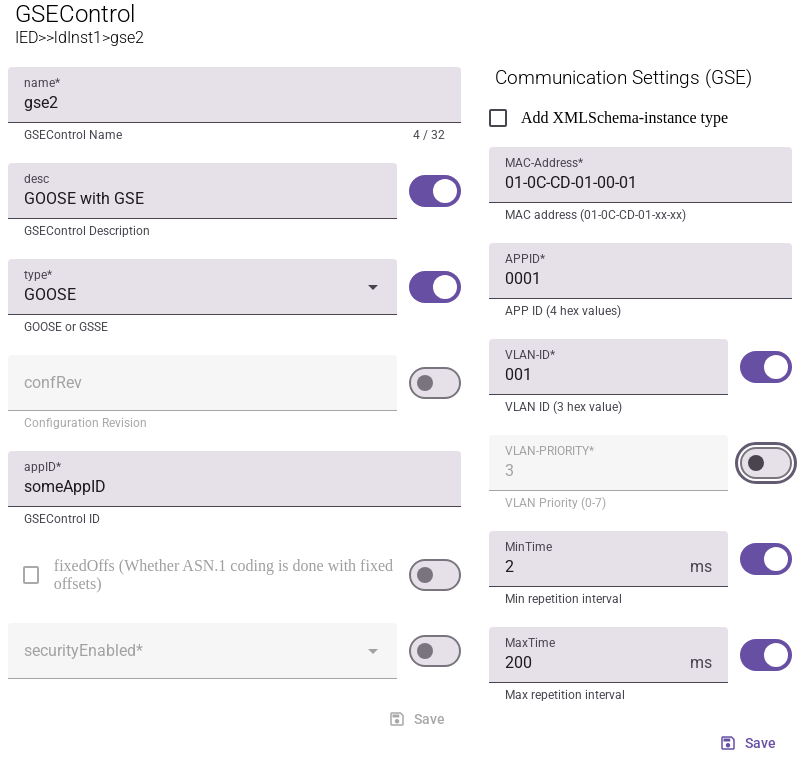 GSEControl
IED>>ldInst1>gse2
name*
gse2
GSEControl Name
4 / 32
desc
GOOSE with GSE
GSEControl Description
type*
GOOSE
GOOSE or GSSE
confRev
Configuration Revision
appID*
someAppID
GSEControl ID
fixedOffs (Whether ASN.1 coding is done with fixed
offsets)
securityEnabled*
Save
Communication Settings (GSE)
Add XMLSchema-instance type
MAC-Address*
01-0C-CD-01-00-01
MAC address (01-0C-CD-01-xx-xx)
APPID*
0001
APP ID (4 hex values)
VLAN-ID*
001
VLAN ID (3 hex value)
VLAN-PRIORITY*
3
VLAN Priority (0-7)
MinTime
2
ms
Min repetition interval
MaxTime
200
ms
Max repetition interval
Save